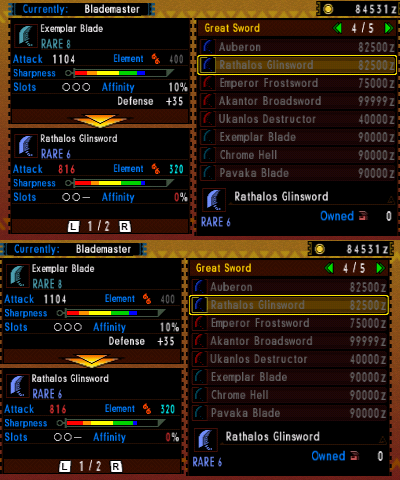 Currently: Blademaster
84531z
Exemplar Blade
RARE 8
Attack 1104 Element 400
Sharpness
Slots ○○○ Affinity 10%
Defense +35
Rathalos Glinsword
RARE 6
Attack 816 Element 320
Sharpness
Slots ○○— Affinity 0%
L 1/2 R
Great Sword 4/5
Auberon 82500z
Rathalos Glinsword 82500z
Emperor Frostsword 75000z
Akantor Broadsword 99999z
Ukanlos Destructor 40000z
Exemplar Blade 90000z
Chrome Hell 90000z
Pavaka Blade 90000z
Rathalos Glinsword
RARE 6 Owned 0
Currently: Blademaster
84531z
Exemplar Blade
RARE 8
Attack 1104 Element 400
Sharpness
Slots ○○○ Affinity 10%
Defense +35
Rathalos Glinsword
RARE 6
Attack 816 Element 320
Sharpness
Slots ○○— Affinity 0%
L 1/2 R
Great Sword 4/5
Auberon 82500z
Rathalos Glinsword 82500z
Emperor Frostsword 75000z
Akantor Broadsword 99999z
Ukanlos Destructor 40000z
Exemplar Blade 90000z
Chrome Hell 90000z
Pavaka Blade 90000z
Rathalos Glinsword
RARE 6 Owned 0